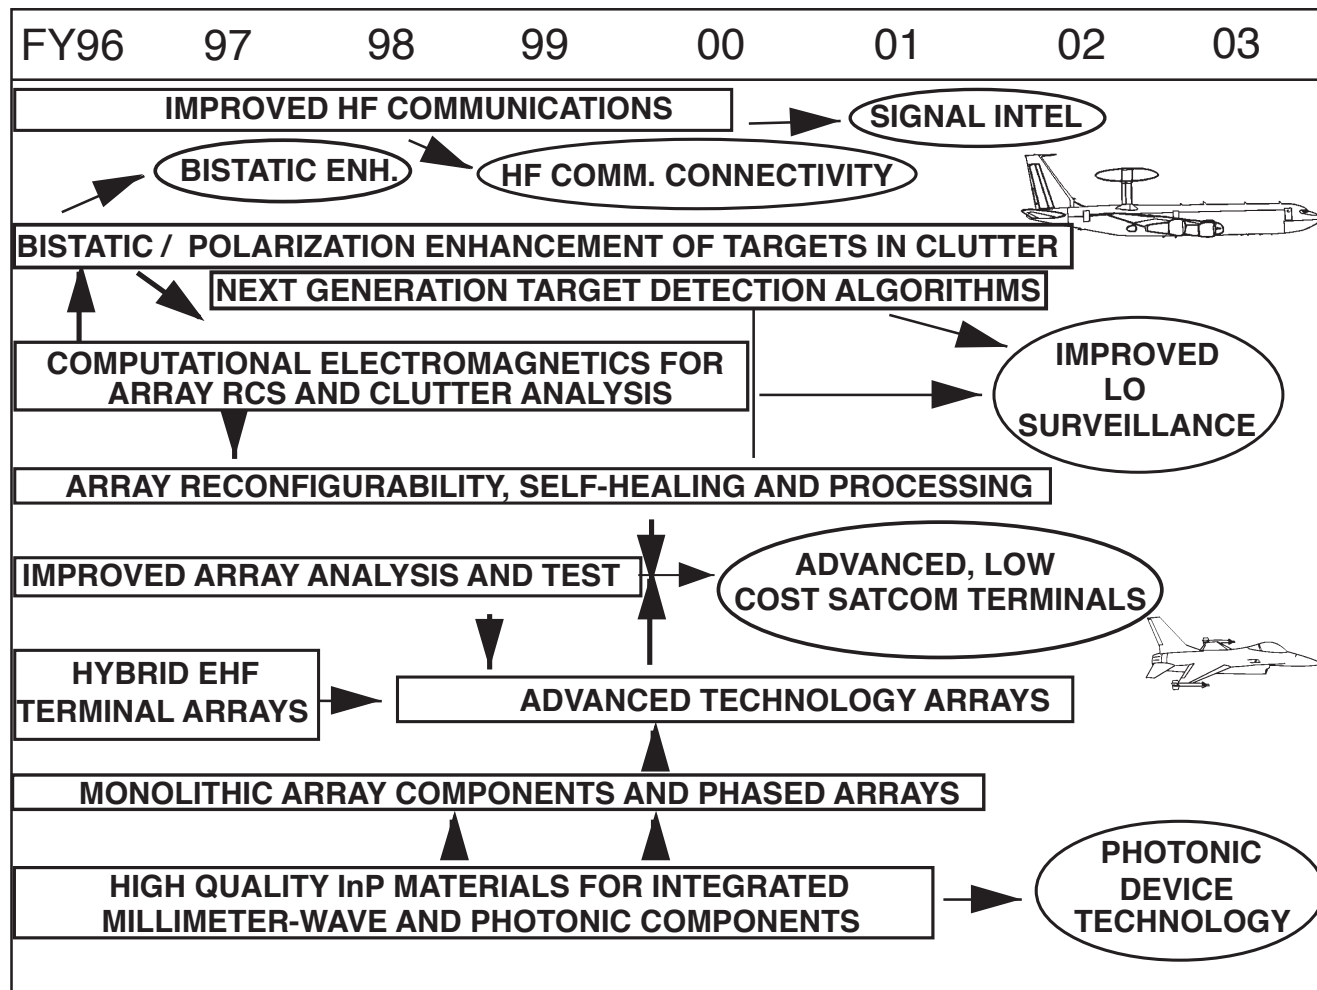 FY96 97 98 99 00 01 02 03
IMPROVED HF COMMUNICATIONS
SIGNAL INTEL
BISTATIC ENH.
HF COMM. CONNECTIVITY
BISTATIC / POLARIZATION ENHANCEMENT OF TARGETS IN CLUTTER
NEXT GENERATION TARGET DETECTION ALGORITHMS
COMPUTATIONAL ELECTROMAGNETICS FOR
ARRAY RCS AND CLUTTER ANALYSIS
IMPROVED
LO
SURVEILLANCE
ARRAY RECONFIGURABILITY, SELF-HEALING AND PROCESSING
IMPROVED ARRAY ANALYSIS AND TEST
ADVANCED, LOW
COST SATCOM TERMINALS
HYBRID EHF
TERMINAL ARRAYS
ADVANCED TECHNOLOGY ARRAYS
MONOLITHIC ARRAY COMPONENTS AND PHASED ARRAYS
HIGH QUALITY InP MATERIALS FOR INTEGRATED
MILLIMETER-WAVE AND PHOTONIC COMPONENTS
PHOTONIC
DEVICE
TECHNOLOGY